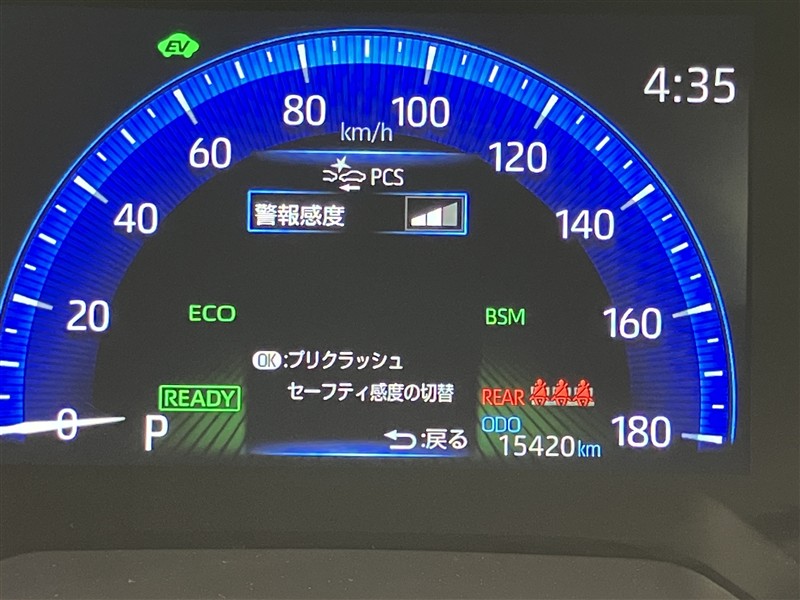 EV
4:35
80
100
km/h
60
120
PCS
警報感度
40
140
20
ECO
BSM
160
OK:プリクラッシュ
セーフティ感度の切替
READY
REAR
ODO
0
P
:戻る
15420km
180